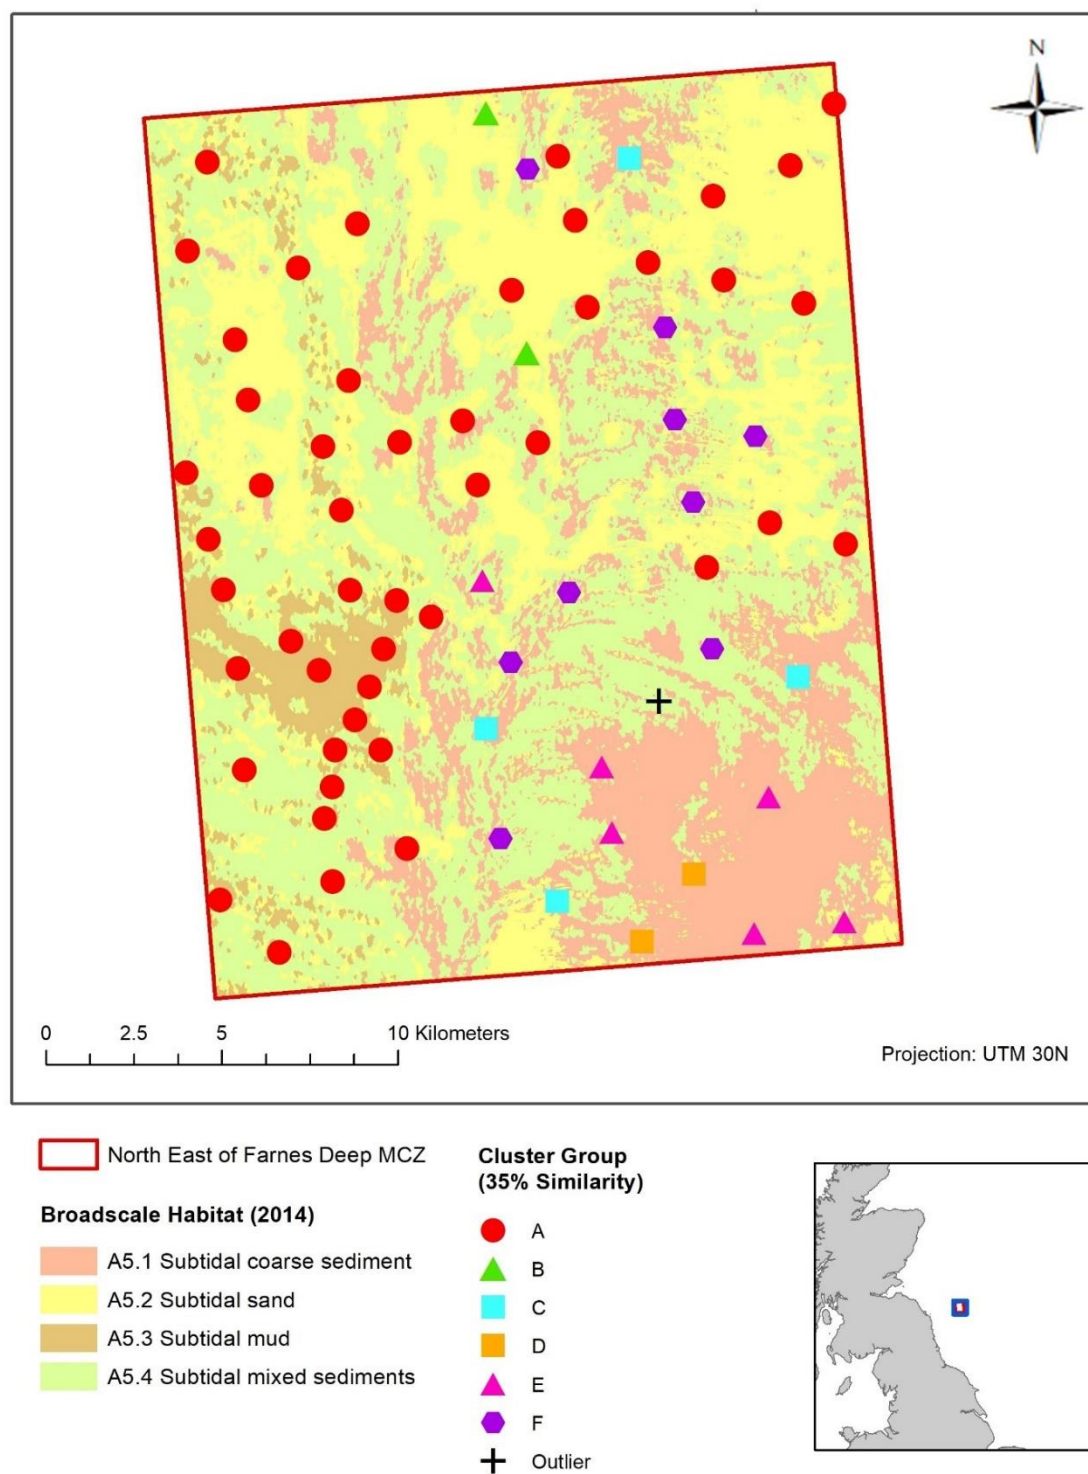 N
0 2.5 5 10 Kilometers
Projection: UTM 30N
North East of Farnes Deep MCZ
Broadscale Habitat (2014)
A5.1 Subtidal coarse sediment
A5.2 Subtidal sand
A5.3 Subtidal mud
A5.4 Subtidal mixed sediments
Cluster Group
(35% Similarity)
A
B
C
D
E
F
Outlier